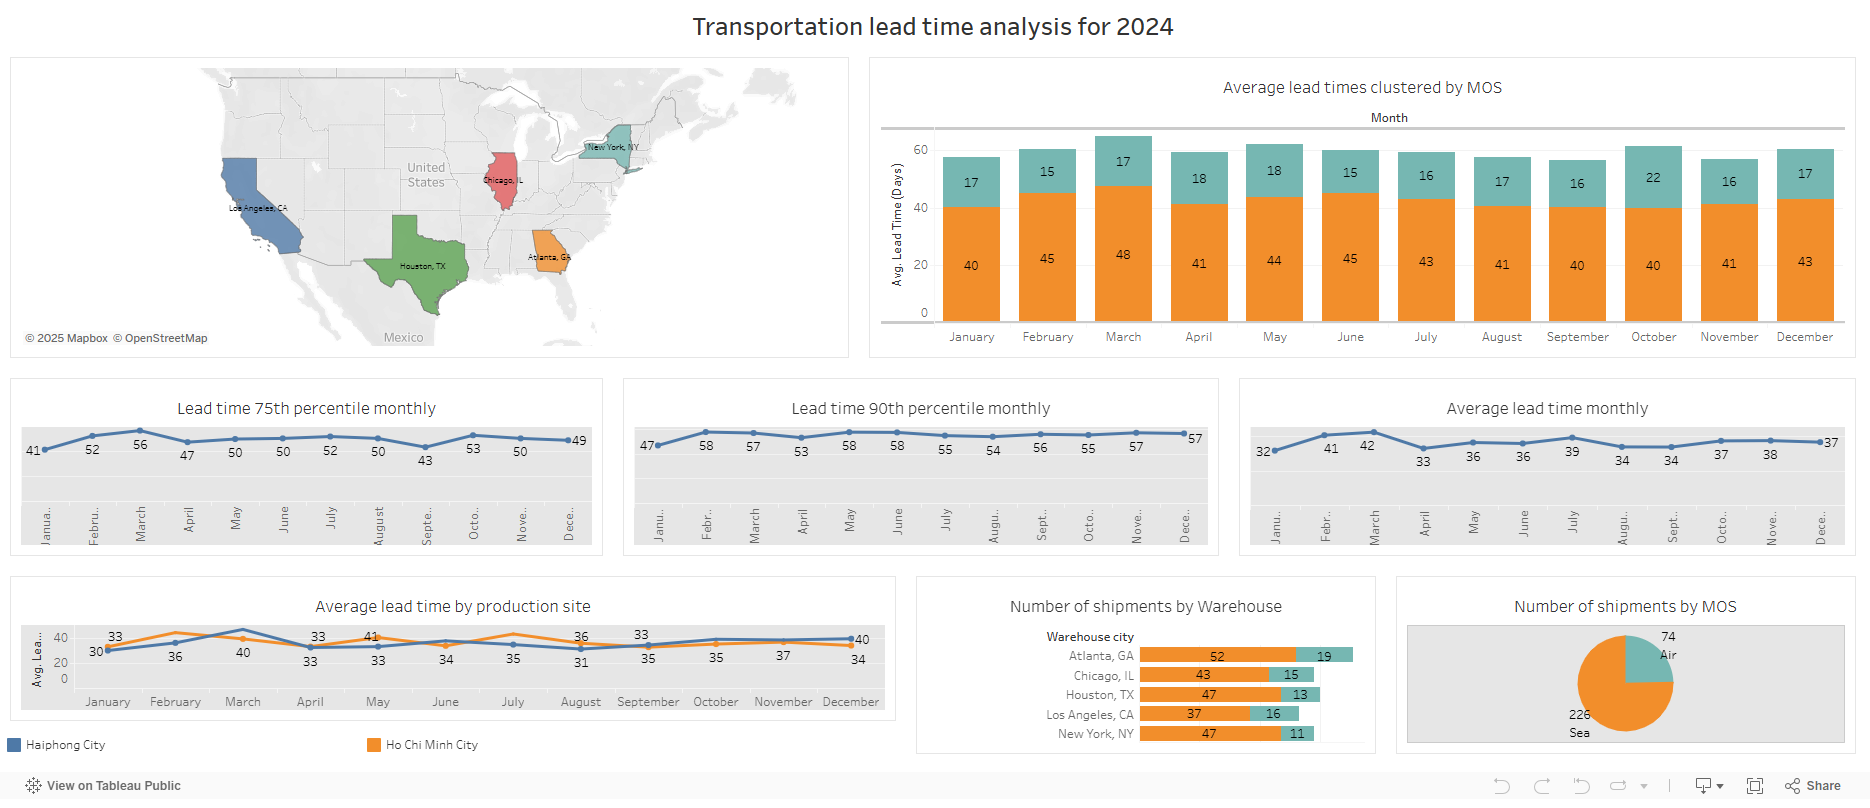 Transportation lead time analysis for 2024
United
States
Mexico
New York, NY
Chicago, IL
Los Angeles, CA
Houston, TX
Atlanta, GA
© 2025 Mapbox © OpenStreetMap
Average lead times clustered by MOS
Month
Avg. Lead Time (Days)
60
40
20
0
17 15 17 18 18 15 16 17 16 22 16 17
40 45 48 41 44 45 43 41 40 40 41 43
January February March April May June July August September October November December
Lead time 75th percentile monthly
41 52 56 47 50 50 52 50 43 53 50 49
Janua.. Febru.. March April May June July August Septe.. Octo.. Nove.. Dece..
Lead time 90th percentile monthly
47 58 57 53 58 58 55 54 56 55 57 57
Janu.. Febr.. March April May June July Augu.. Sept.. Octo.. Nove.. Dece..
Average lead time monthly
32 41 42 33 36 36 39 34 34 37 38 37
Janu.. Febr.. March April May June July Augu.. Sept.. Octo.. Nove.. Dece..
Average lead time by production site
Avg. Lea...
40
20
0
33 33 41 36 33 40
30 36 40 33 33 34 35 31 35 35 37 34
January February March April May June July August September October November December
Haiphong City
Ho Chi Minh City
Number of shipments by Warehouse
Warehouse city
Atlanta, GA 52 19
Chicago, IL 43 15
Houston, TX 47 13
Los Angeles, CA 37 16
New York, NY 47 11
Number of shipments by MOS
74
Air
226
Sea
View on Tableau Public
Share